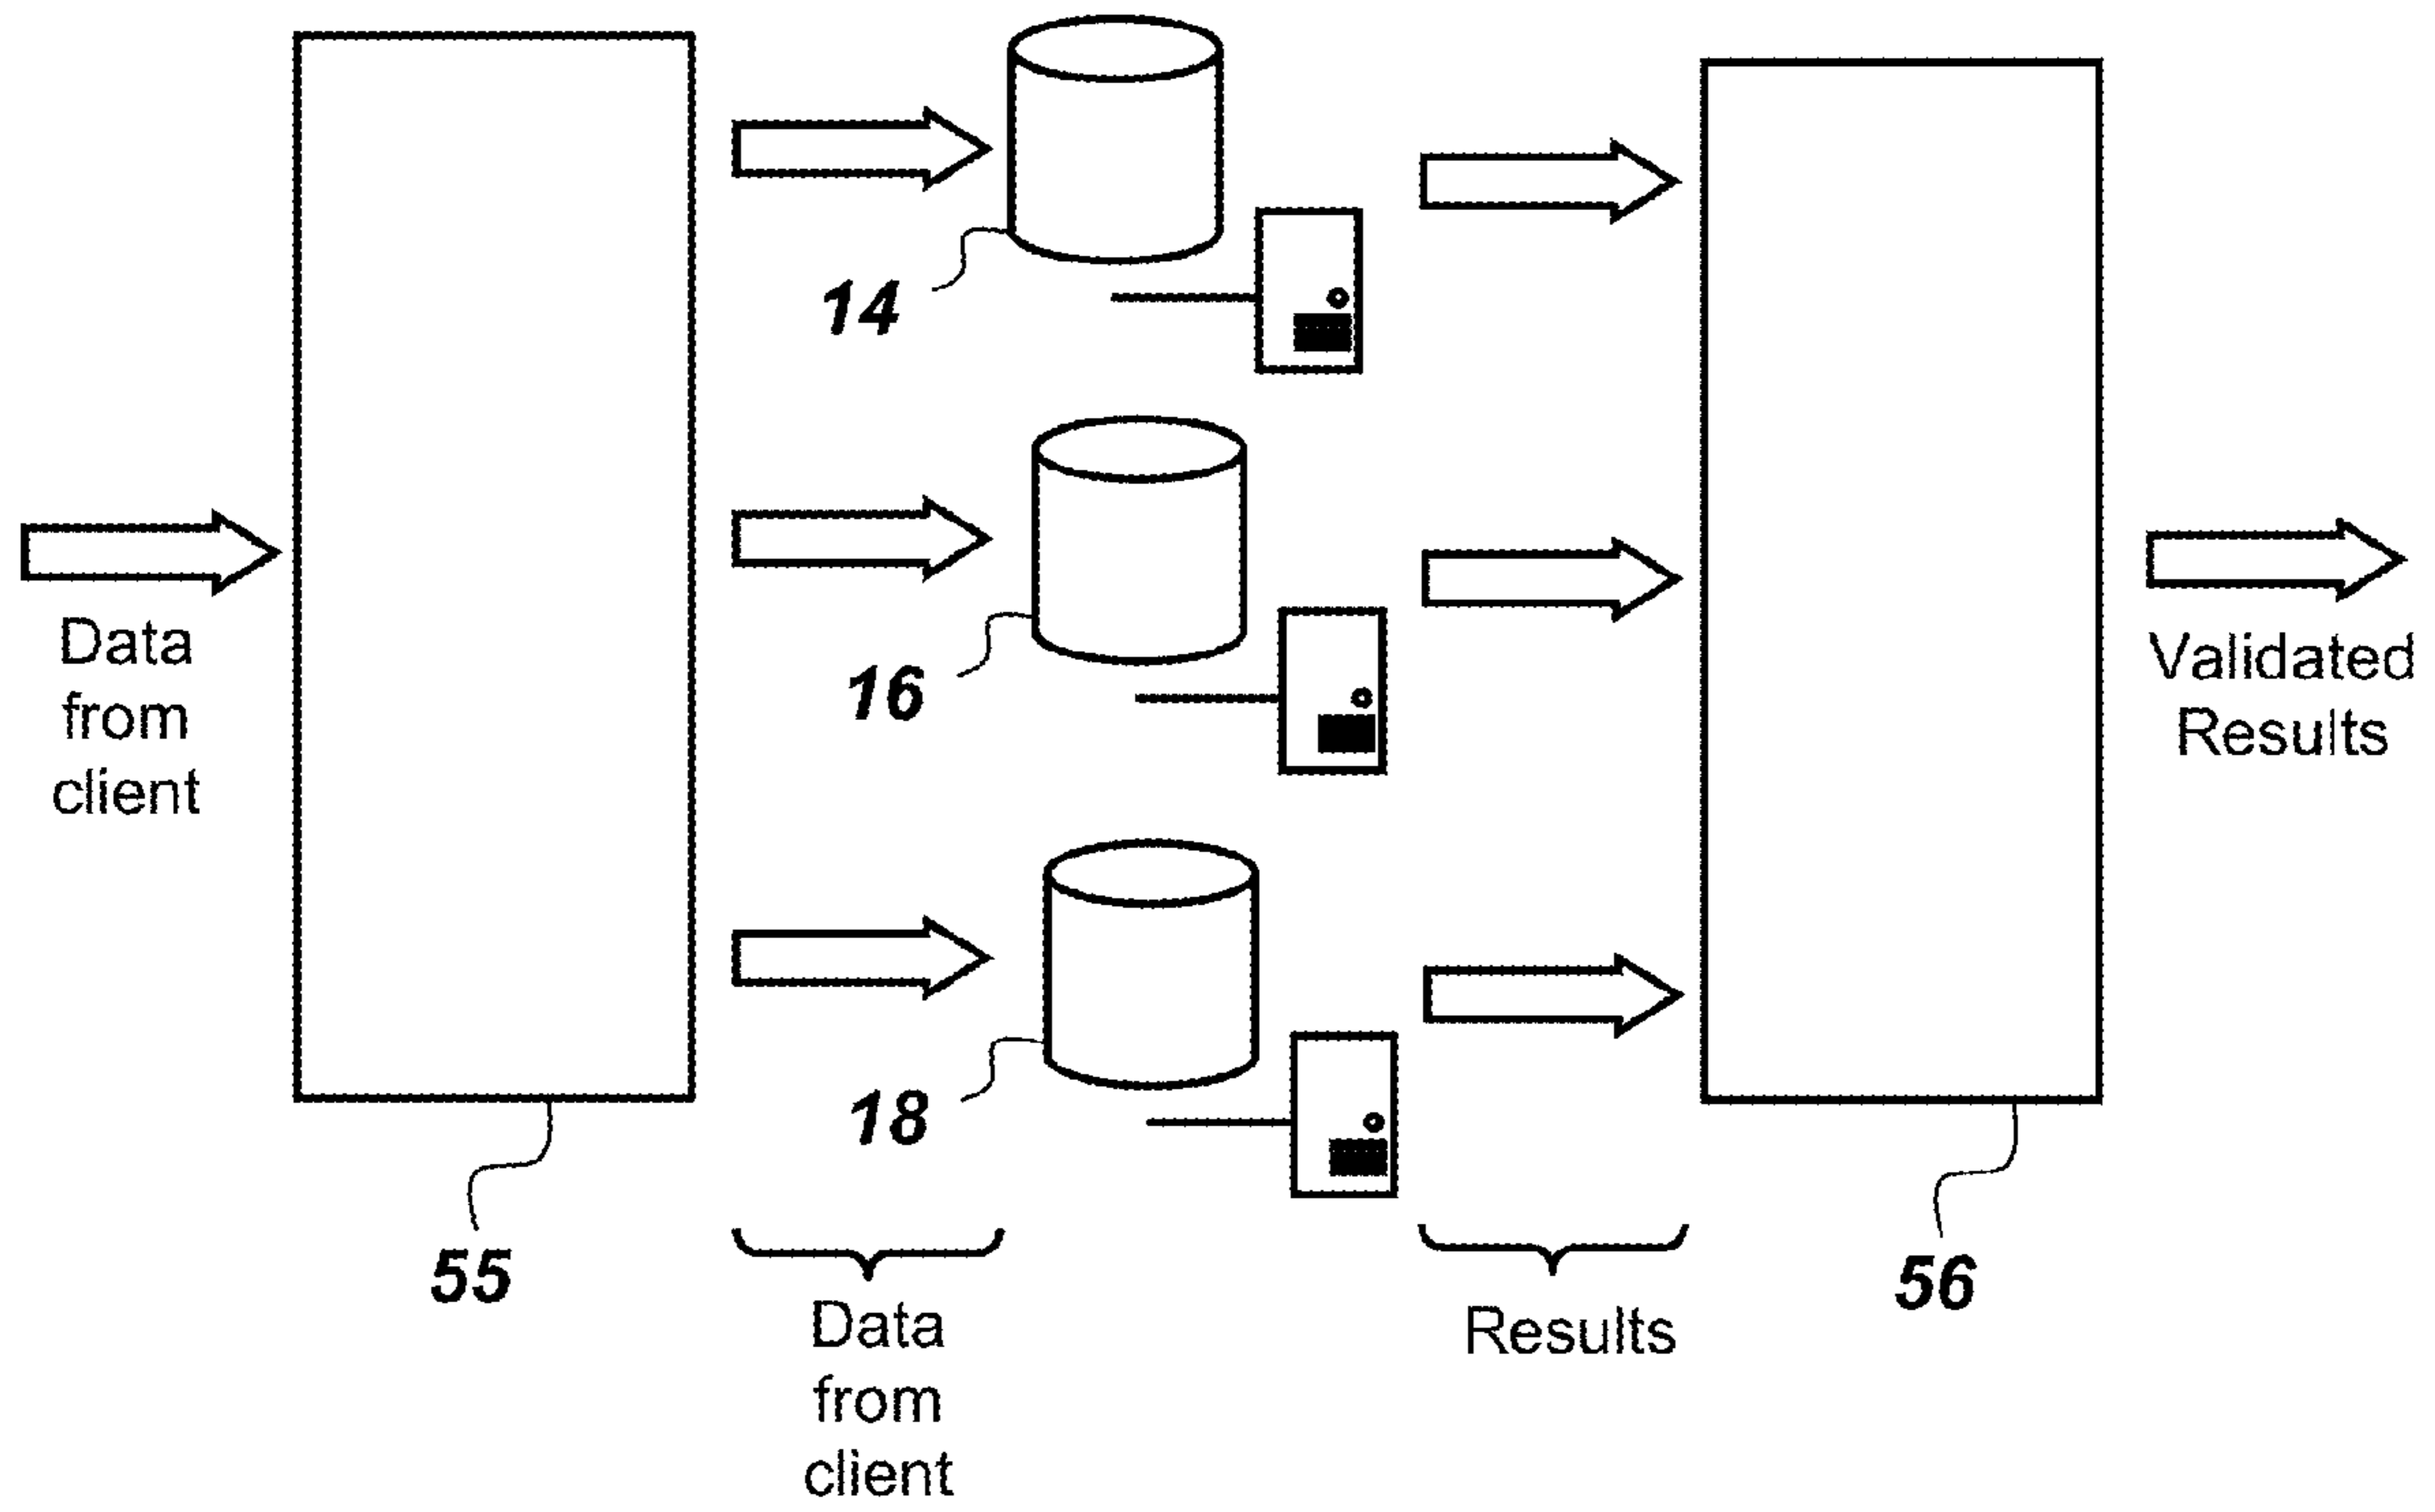 14
Data
from
client
16
Validated
Results
18
55
56
Data
from
client
Results